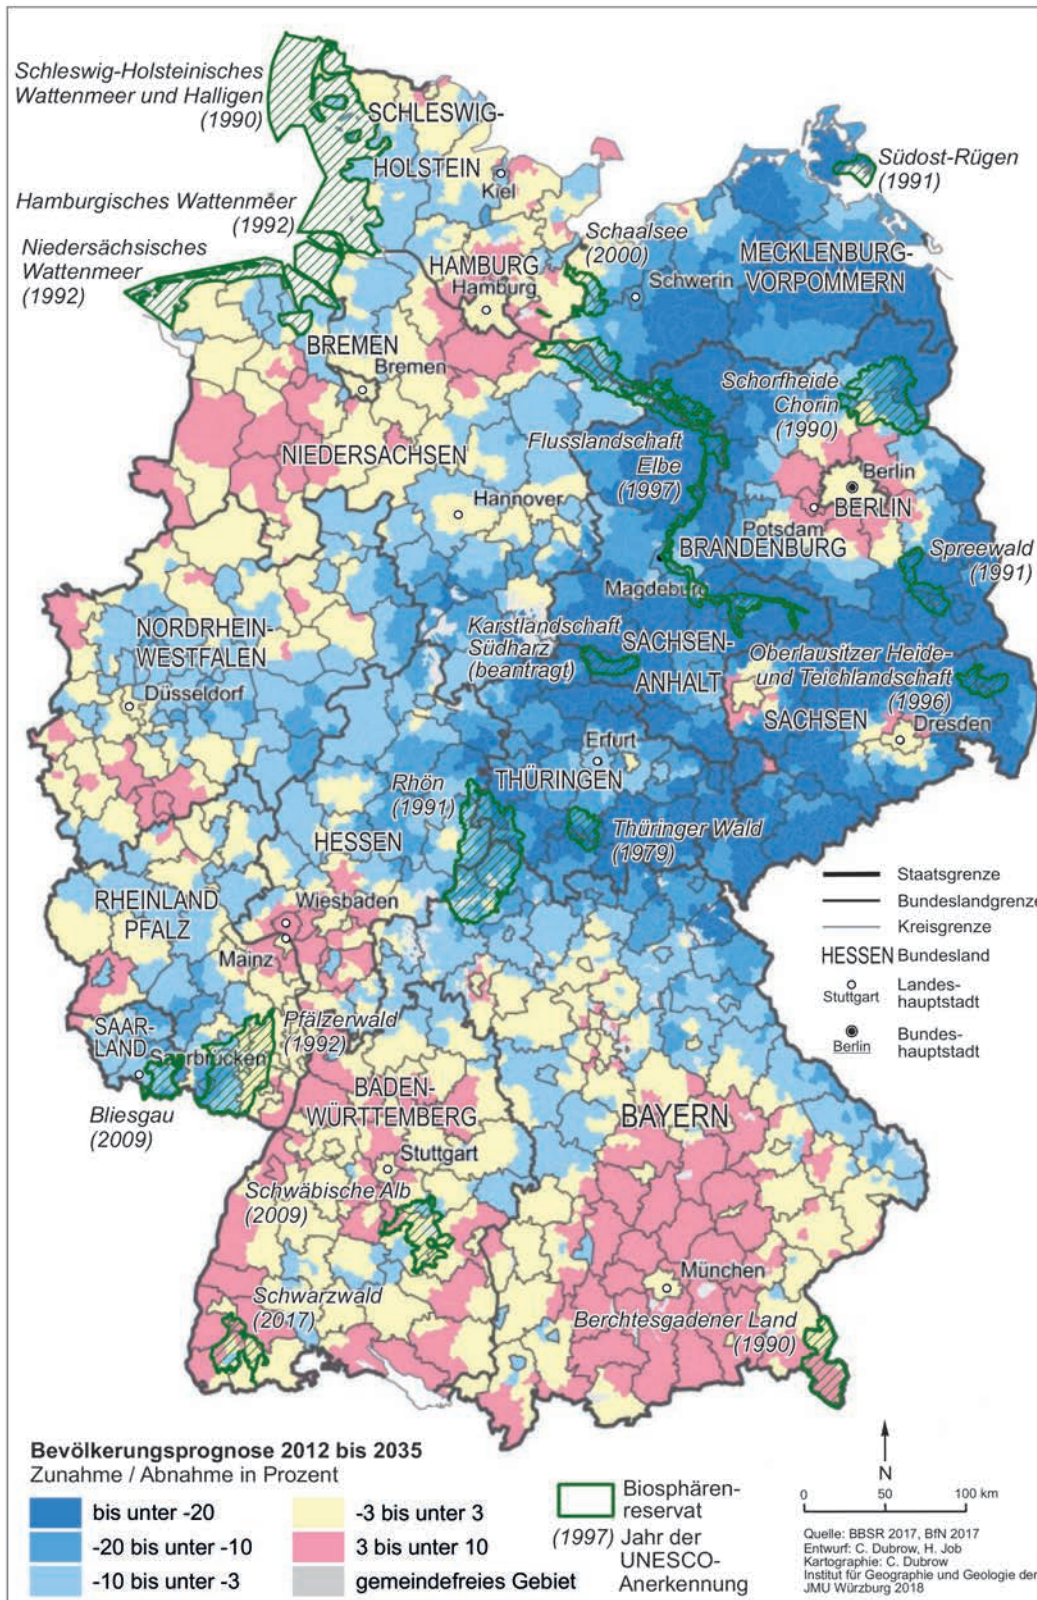 Schleswig-Holsteinisches
Wattenmeer und Halligen
(1990)
SCHLESWIG-
HOLSTEIN
Kiel
Südost-Rügen
(1991)
Hamburgisches Wattenmeer
(1992)
Niedersächsisches
Wattenmeer
(1992)
Schaalsee
(2000)
MECKLENBURG-
VORPOMMERN
Schwerin
HAMBURG
Hamburg
BREMEN
Bremen
Schorfheide
Chorin
(1990)
Flusslandschaft
Elbe
(1997)
NIEDERSACHSEN
Hannover
Berlin
BERLIN
Potsdam
BRANDENBURG
Spreewald
(1991)
Magdeburg
NORDRHEIN-
WESTFALEN
Düsseldorf
Karstlandschaft
Südharz
(beantragt)
SACHSEN-
ANHALT
Oberlausitzer Heide-
und Teichlandschaft
(1996)
SACHSEN
Dresden
Erfurt
THÜRINGEN
Rhön
(1991)
Thüringer Wald
(1979)
HESSEN
RHEINLAND
PFALZ
Wiesbaden
Mainz
SAAR-
LAND
Saarbrücken
Pfälzerwald
(1992)
Bliesgau
(2009)
BADEN-
WÜRTTEMBERG
Stuttgart
BAYERN
Schwäbische Alb
(2009)
München
Schwarzwald
(2017)
Berchtesgadener Land
(1990)
Staatsgrenze
Bundeslandgrenze
Kreisgrenze
HESSEN Bundesland
Stuttgart Landes-
hauptstadt
Berlin Bundes-
hauptstadt
Bevölkerungsprognose 2012 bis 2035
Zunahme / Abnahme in Prozent
bis unter -20
-20 bis unter -10
-10 bis unter -3
-3 bis unter 3
3 bis unter 10
gemeindefreies Gebiet
Biosphären-
reservat
(1997) Jahr der
UNESCO-
Anerkennung
N
0 50 100 km
Quelle: BBSR 2017, BfN 2017
Entwurf: C. Dubrow, H. Job
Kartographie: C. Dubrow
Institut für Geographie und Geologie der
JMU Würzburg 2018